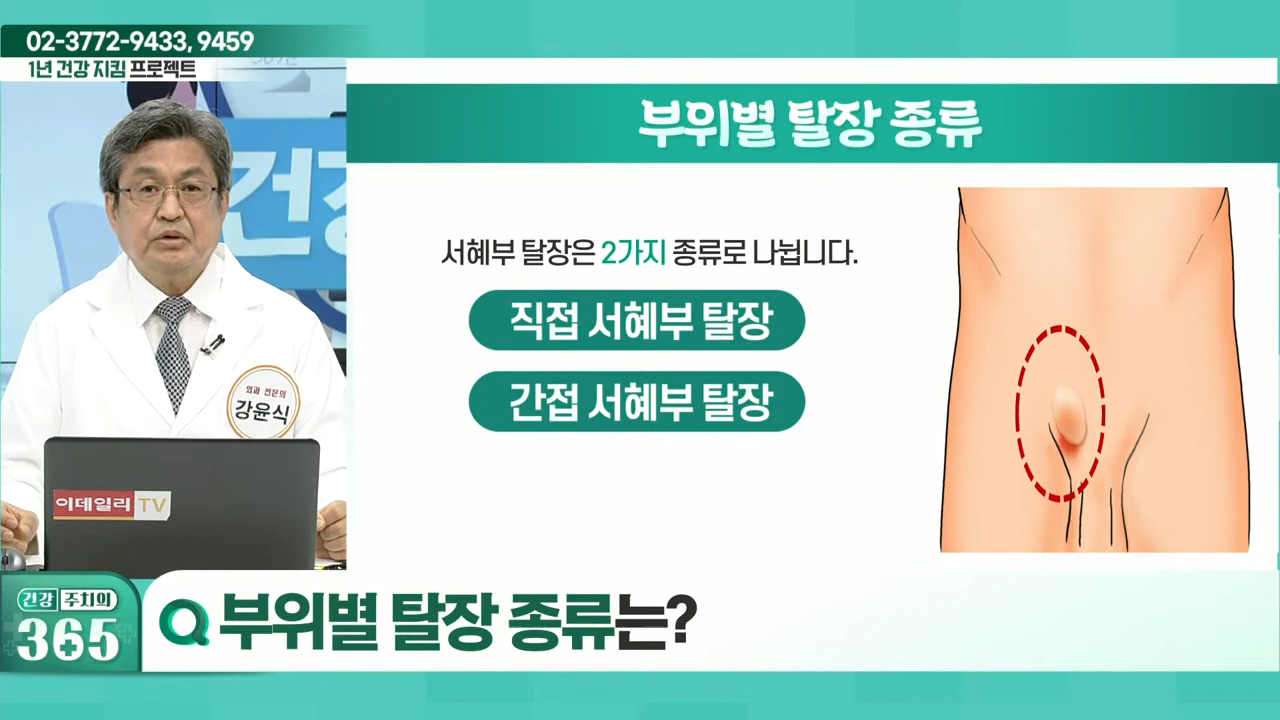 02-3772-9433, 9459
1년 건강 지킴 프로젝트
건강
부위별 탈장 종류
서혜부 탈장은 2가지 종류로 나뉩니다.
직접 서혜부 탈장
간접 서혜부 탈장
외과 전문의
강윤식
이데일리 TV
건강 주치의
365
Q 부위별 탈장 종류는?